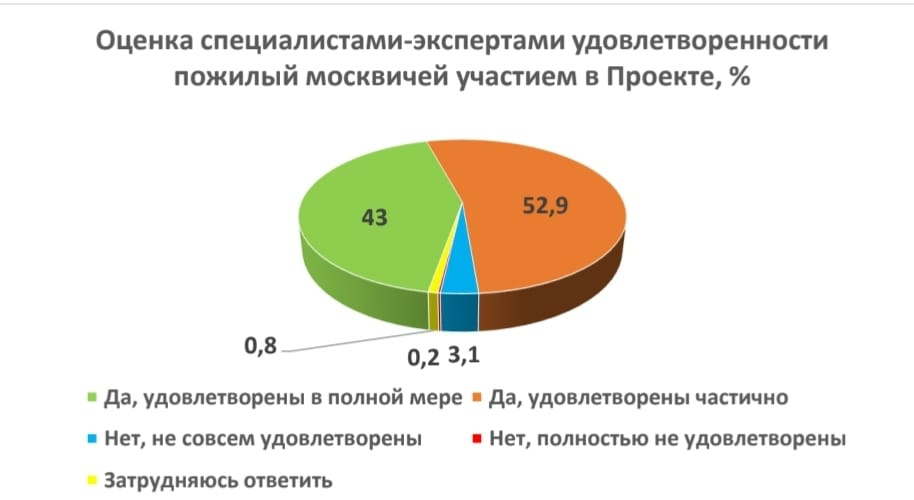 Оценка специалистами-экспертами удовлетворенности
пожилый москвичей участием в Проекте, %
43
52,9
0,8
0,2
3,1
Да, удовлетворены в полной мере
Да, удовлетворены частично
Нет, не совсем удовлетворены
Нет, полностью не удовлетворены
Затрудняюсь ответить